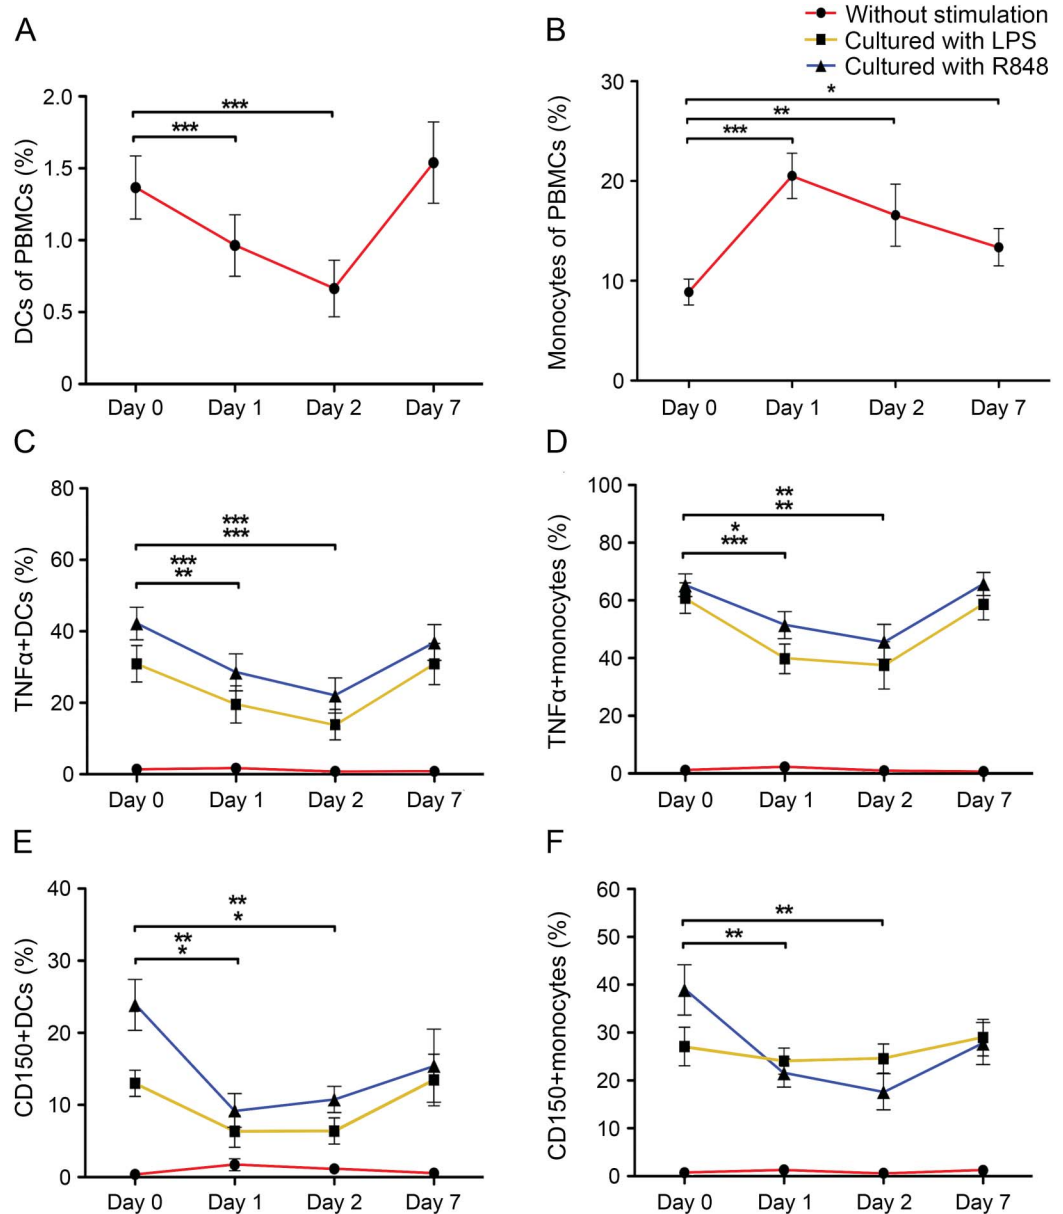 A
B
Without stimulation
Cultured with LPS
Cultured with R848
DCs of PBMCs (%)
2.0
1.5
1.0
0.5
0
***
***
Day 0 Day 1 Day 2 Day 7
Monocytes of PBMCs (%)
30
20
10
0
*
**
***
Day 0 Day 1 Day 2 Day 7
C
TNFα+DCs (%)
80
60
40
20
0
***
***
***
**
Day 0 Day 1 Day 2 Day 7
D
TNFα+monocytes (%)
100
80
60
40
20
0
**
**
*
***
Day 0 Day 1 Day 2 Day 7
E
CD150+DCs (%)
40
30
20
10
0
**
*
**
*
Day 0 Day 1 Day 2 Day 7
F
CD150+monocytes (%)
60
50
40
30
20
10
0
**
**
Day 0 Day 1 Day 2 Day 7